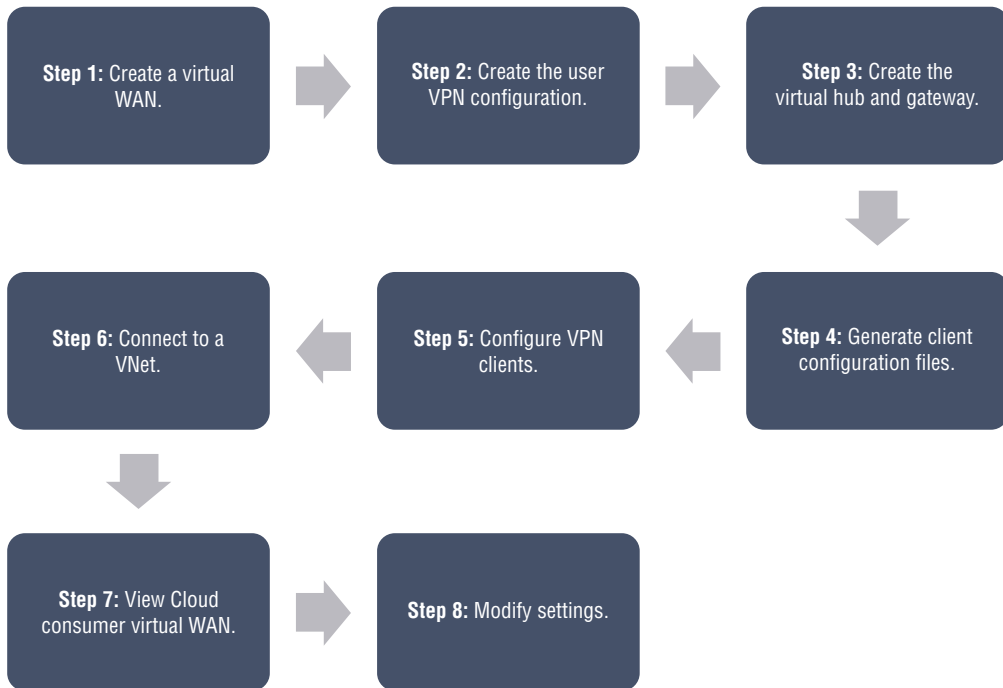 Step 1: Create a virtual
WAN.
Step 2: Create the user
VPN configuration.
Step 3: Create the
virtual hub and gateway.
Step 4: Generate client
configuration files.
Step 5: Configure VPN
clients.
Step 6: Connect to a
VNet.
Step 7: View Cloud
consumer virtual WAN.
Step 8: Modify settings.